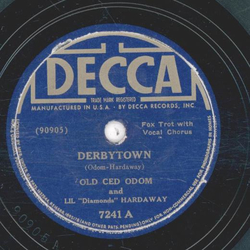 DECCA
TRADE MARK REGISTERED
MANUFACTURED IN U.S.A. BY DECCA RECORDS, INC.
(90905)
Fox Trot with
Vocal Chorus
DERBYTOWN
(Odom-Hardaway)
OLD CED ODOM
and
LIL "Diamonds" HARDAWAY
7241 A